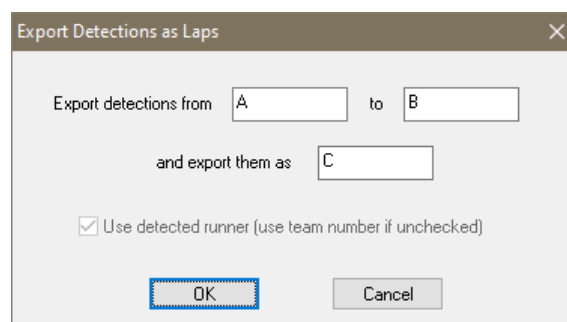 Export Detections as Laps
Export detections from A to B
and export them as C
Use detected runner (use team number if unchecked)
OK Cancel